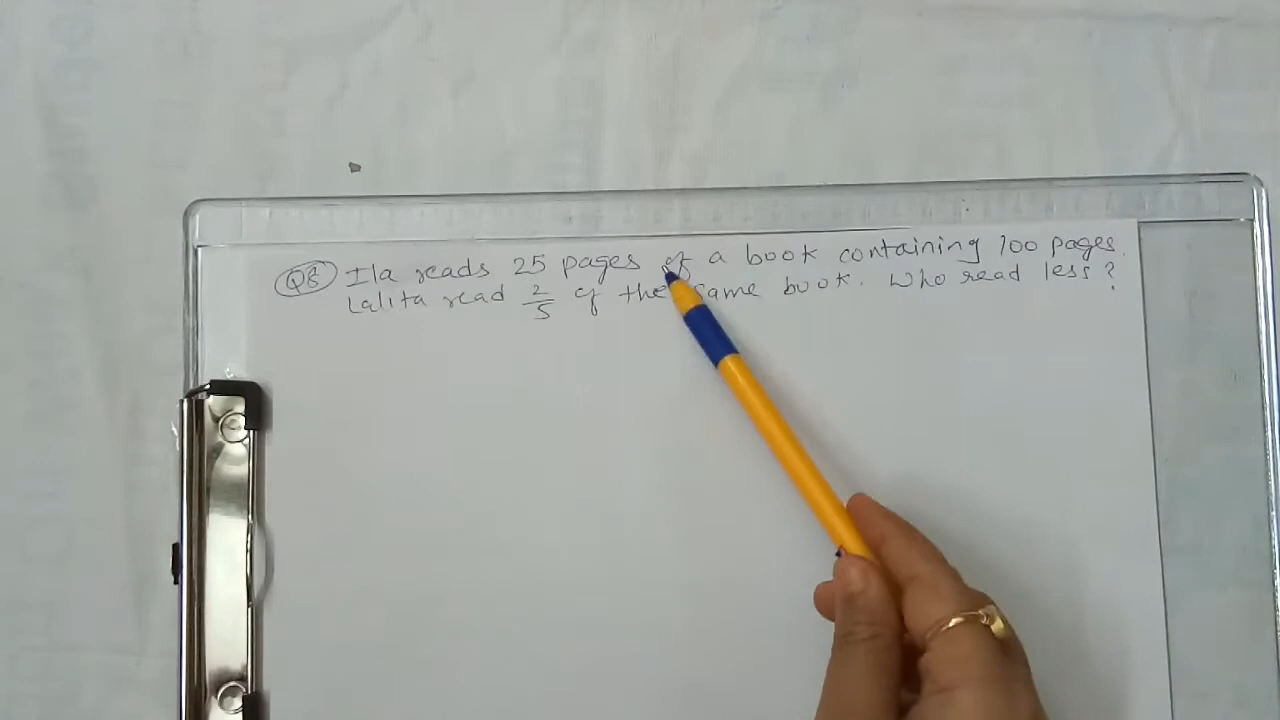 Q8 Ila reads 25 pages of a book containing 100 pages.
Lalita read 2/5 of the same book. Who read less?